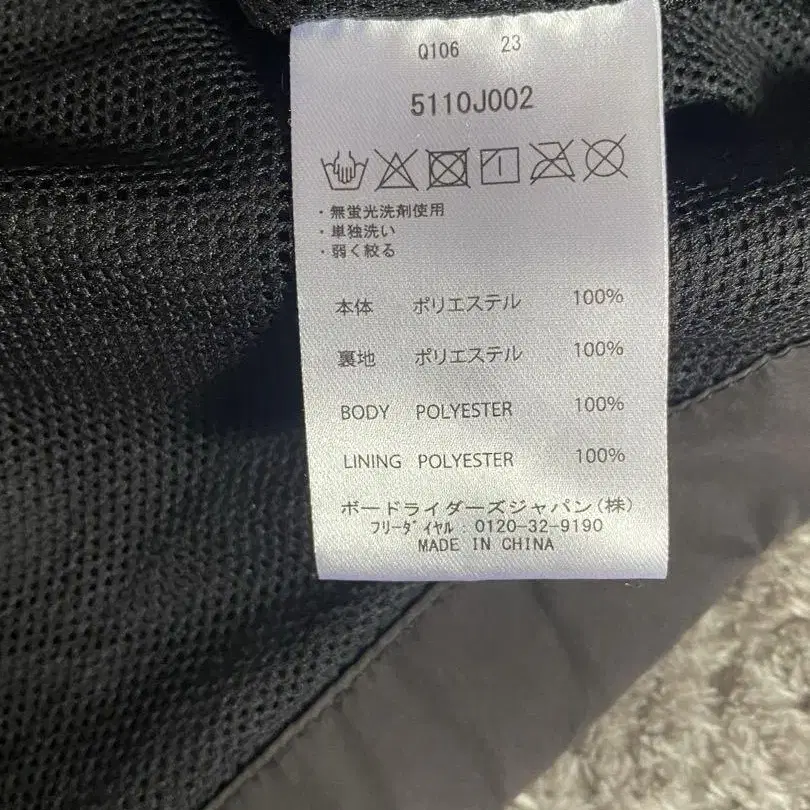 Q106 23
5110J002
・無蛍光洗剤使用
・単独洗い
・弱く絞る
本体 ポリエステル 100%
裏地 ポリエステル 100%
BODY POLYESTER 100%
LINING POLYESTER 100%
ボードライダーズジャパン(株)
フリーダイヤル：0120-32-9190
MADE IN CHINA